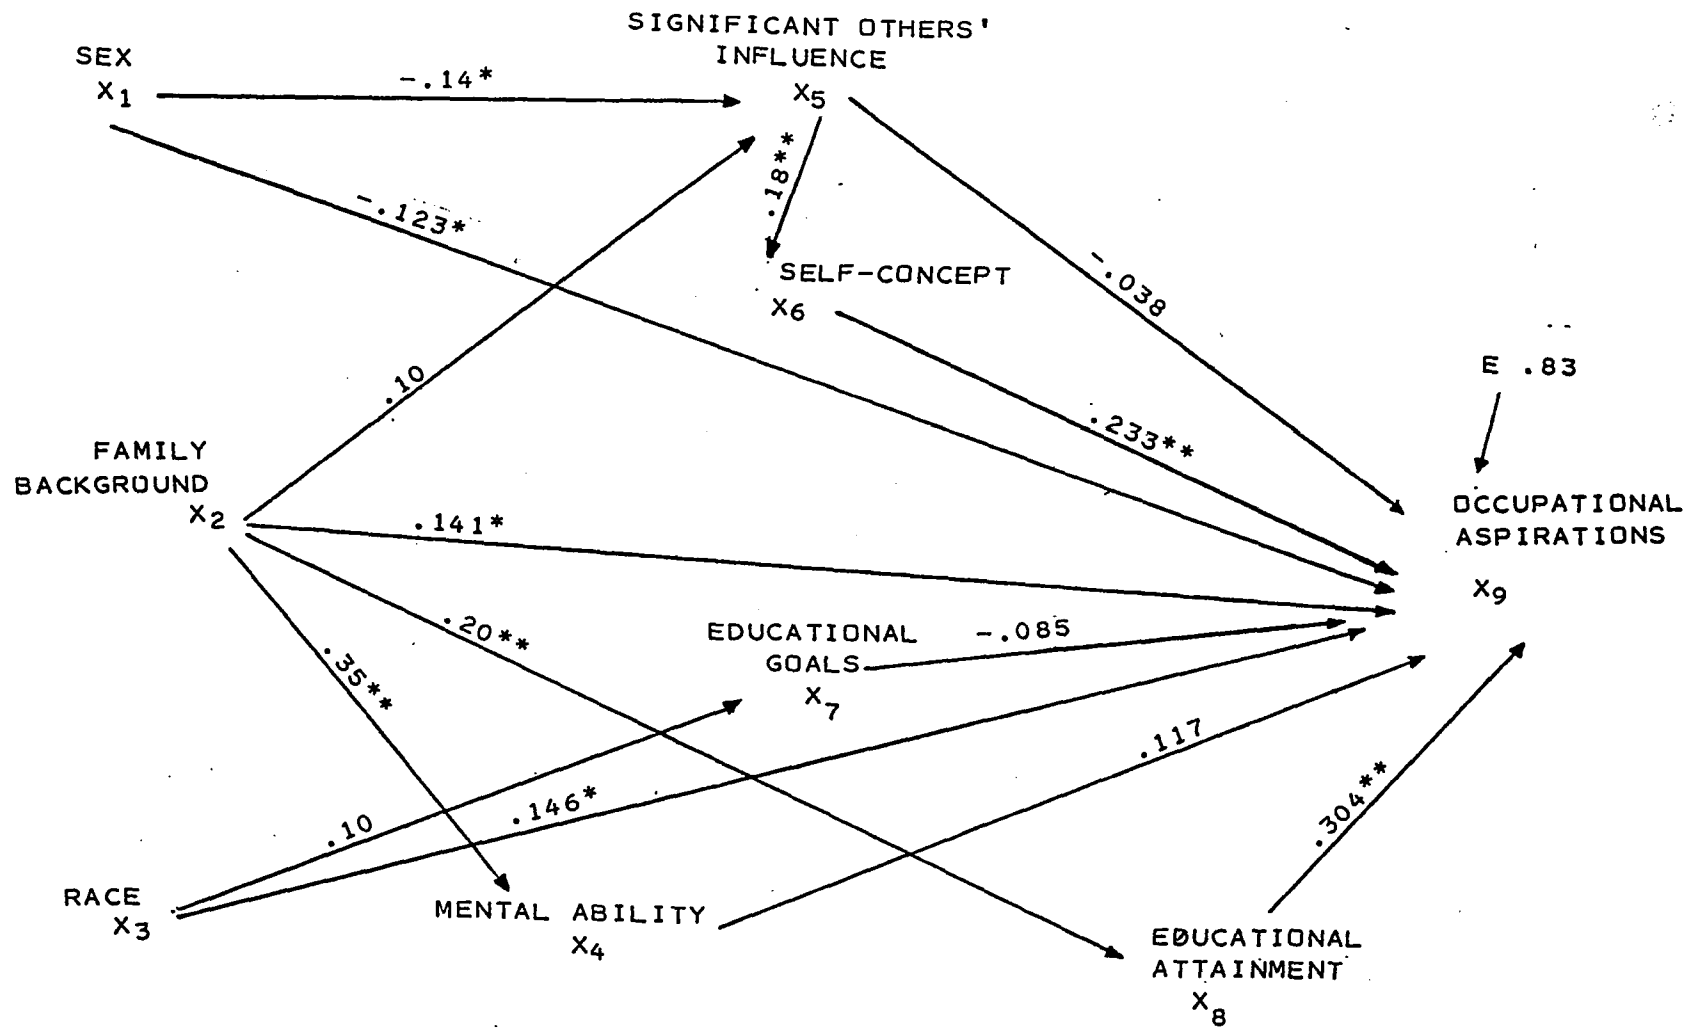 SIGNIFICANT OTHERS'
INFLUENCE
X5
SEX
X1
-.14*
-.123*
.18**
SELF-CONCEPT
X6
-.038
E .83
.10
.233**
FAMILY
BACKGROUND
X2
.141*
OCCUPATIONAL
ASPIRATIONS
X9
.20**
.35**
EDUCATIONAL
GOALS
X7
-.085
.117
.146*
.10
.304**
RACE
X3
MENTAL ABILITY
X4
EDUCATIONAL
ATTAINMENT
X8